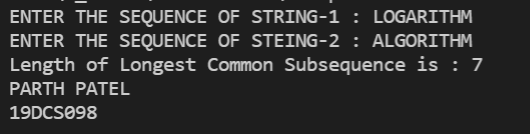 ENTER THE SEQUENCE OF STRING-1 : LOGARITHM
ENTER THE SEQUENCE OF STEING-2 : ALGORITHM
Length of Longest Common Subsequence is : 7
PARTH PATEL
19DCS098